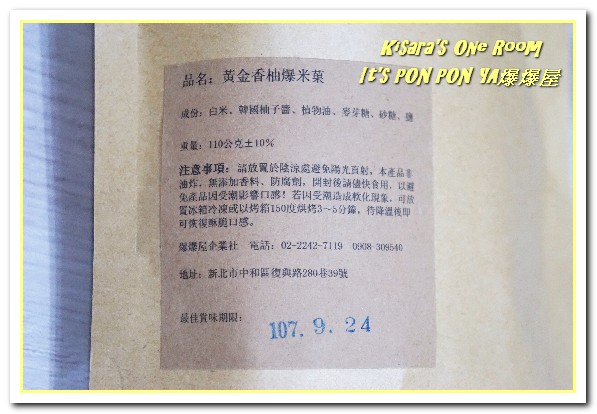 Kisara's One Room
It's PON PON YA爆爆屋
品名：黃金香柚爆米菓
成份：白米、韓國柚子醬、植物油、麥芽糖、砂糖、鹽
重量：110公克±10%
注意事項：請放置於陰涼處避免陽光直射，本產品非
油炸，無添加香料、防腐劑，開封後請儘快食用，以避
免產品因受潮影響口感！若因受潮造成軟化現象，可放
置冰箱冷凍或以烤箱150度烘烤3~5分鐘，待降溫後即
可恢復酥脆口感。
爆爆屋企業社 電話：02-2242-7119 0908-309540
地址：新北市中和區復興路280巷39號
最佳賞味期限：
107.9.24